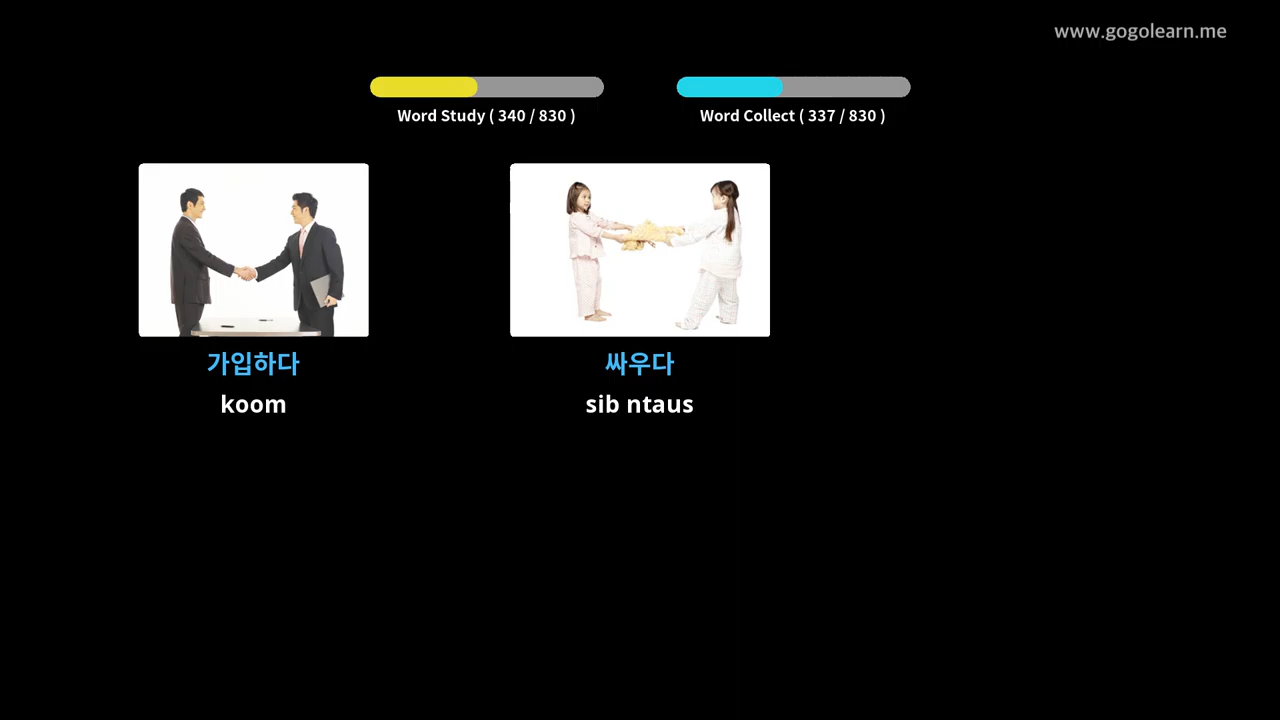 www.gogolearn.me
Word Study ( 340 / 830 )
Word Collect ( 337 / 830 )
가입하다
koom
싸우다
sib ntaus